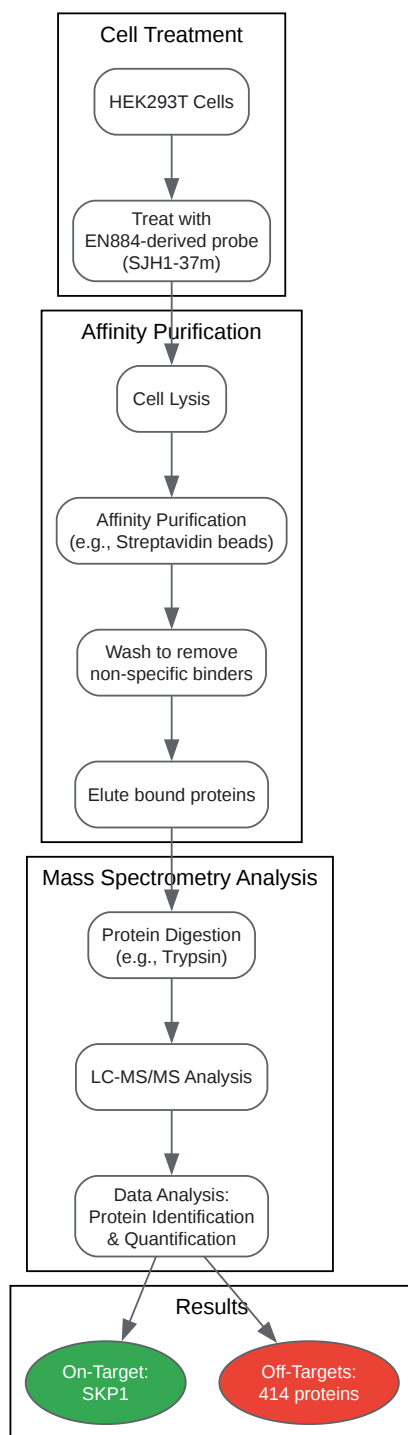 Cell Treatment
HEK293T Cells
Treat with
EN884-derived probe
(SJH1-37m)
Affinity Purification
Cell Lysis
Affinity Purification
(e.g., Streptavidin beads)
Wash to remove
non-specific binders
Elute bound proteins
Mass Spectrometry Analysis
Protein Digestion
(e.g., Trypsin)
LC-MS/MS Analysis
Data Analysis:
Protein Identification
& Quantification
Results
On-Target:
SKP1
Off-Targets:
414 proteins